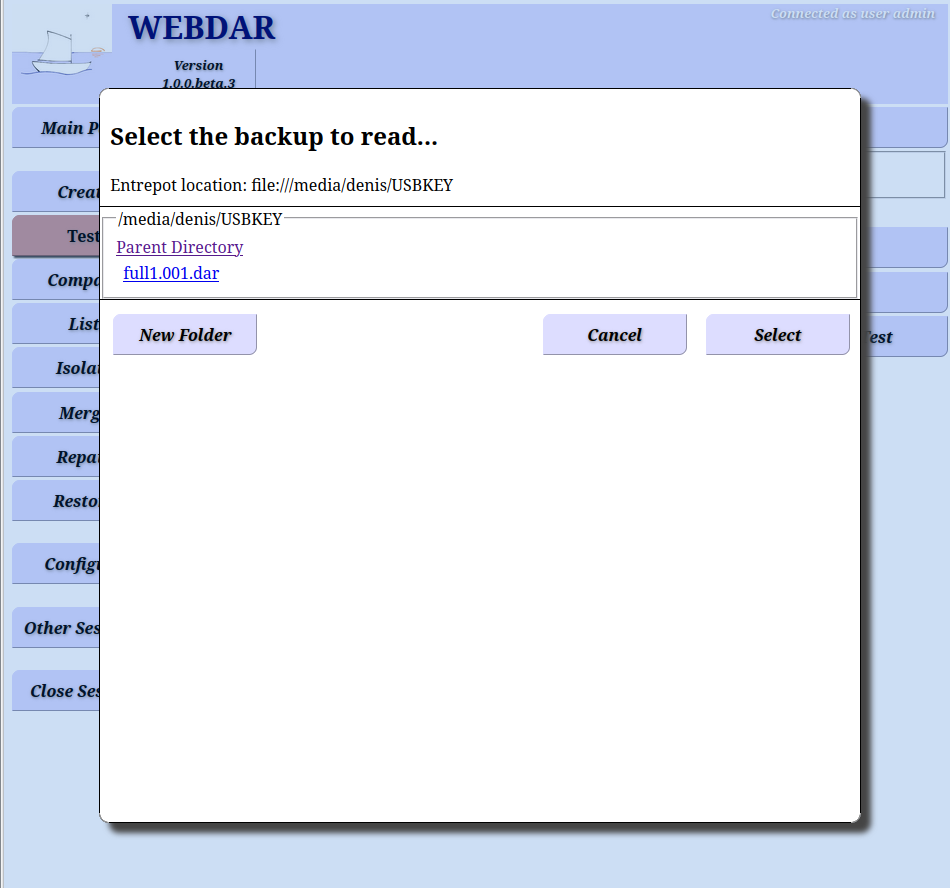 Connected as user admin
WEBDAR
Version
1.0.0.beta.3
Select the backup to read...
Entrepot location: file:///media/denis/USBKEY
/media/denis/USBKEY
Parent Directory
full1.001.dar
New Folder
Cancel
Select
Main P
Creat
Test
Compa
List
Isolat
Merg
Repai
Resto
Configu
Other Ses
Close Ses
Test